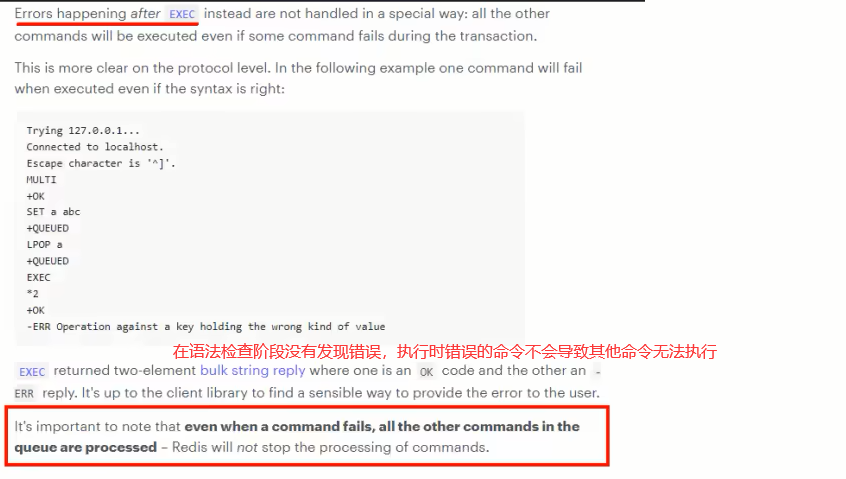 Errors happening after EXEC instead are not handled in a special way: all the other
commands will be executed even if some command fails during the transaction.
This is more clear on the protocol level. In the following example one command will fail
when executed even if the syntax is right:
Trying 127.0.0.1...
Connected to localhost.
Escape character is '^]'.
MULTI
+OK
SET a abc
+QUEUED
LPOP a
+QUEUED
EXEC
*2
+OK
-ERR Operation against a key holding the wrong kind of value
在语法检查阶段没有发现错误，执行时错误的命令不会导致其他命令无法执行
EXEC returned two-element bulk string reply where one is an OK code and the other an -
ERR reply. It's up to the client library to find a sensible way to provide the error to the user.
It's important to note that even when a command fails, all the other commands in the
queue are processed – Redis will not stop the processing of commands.